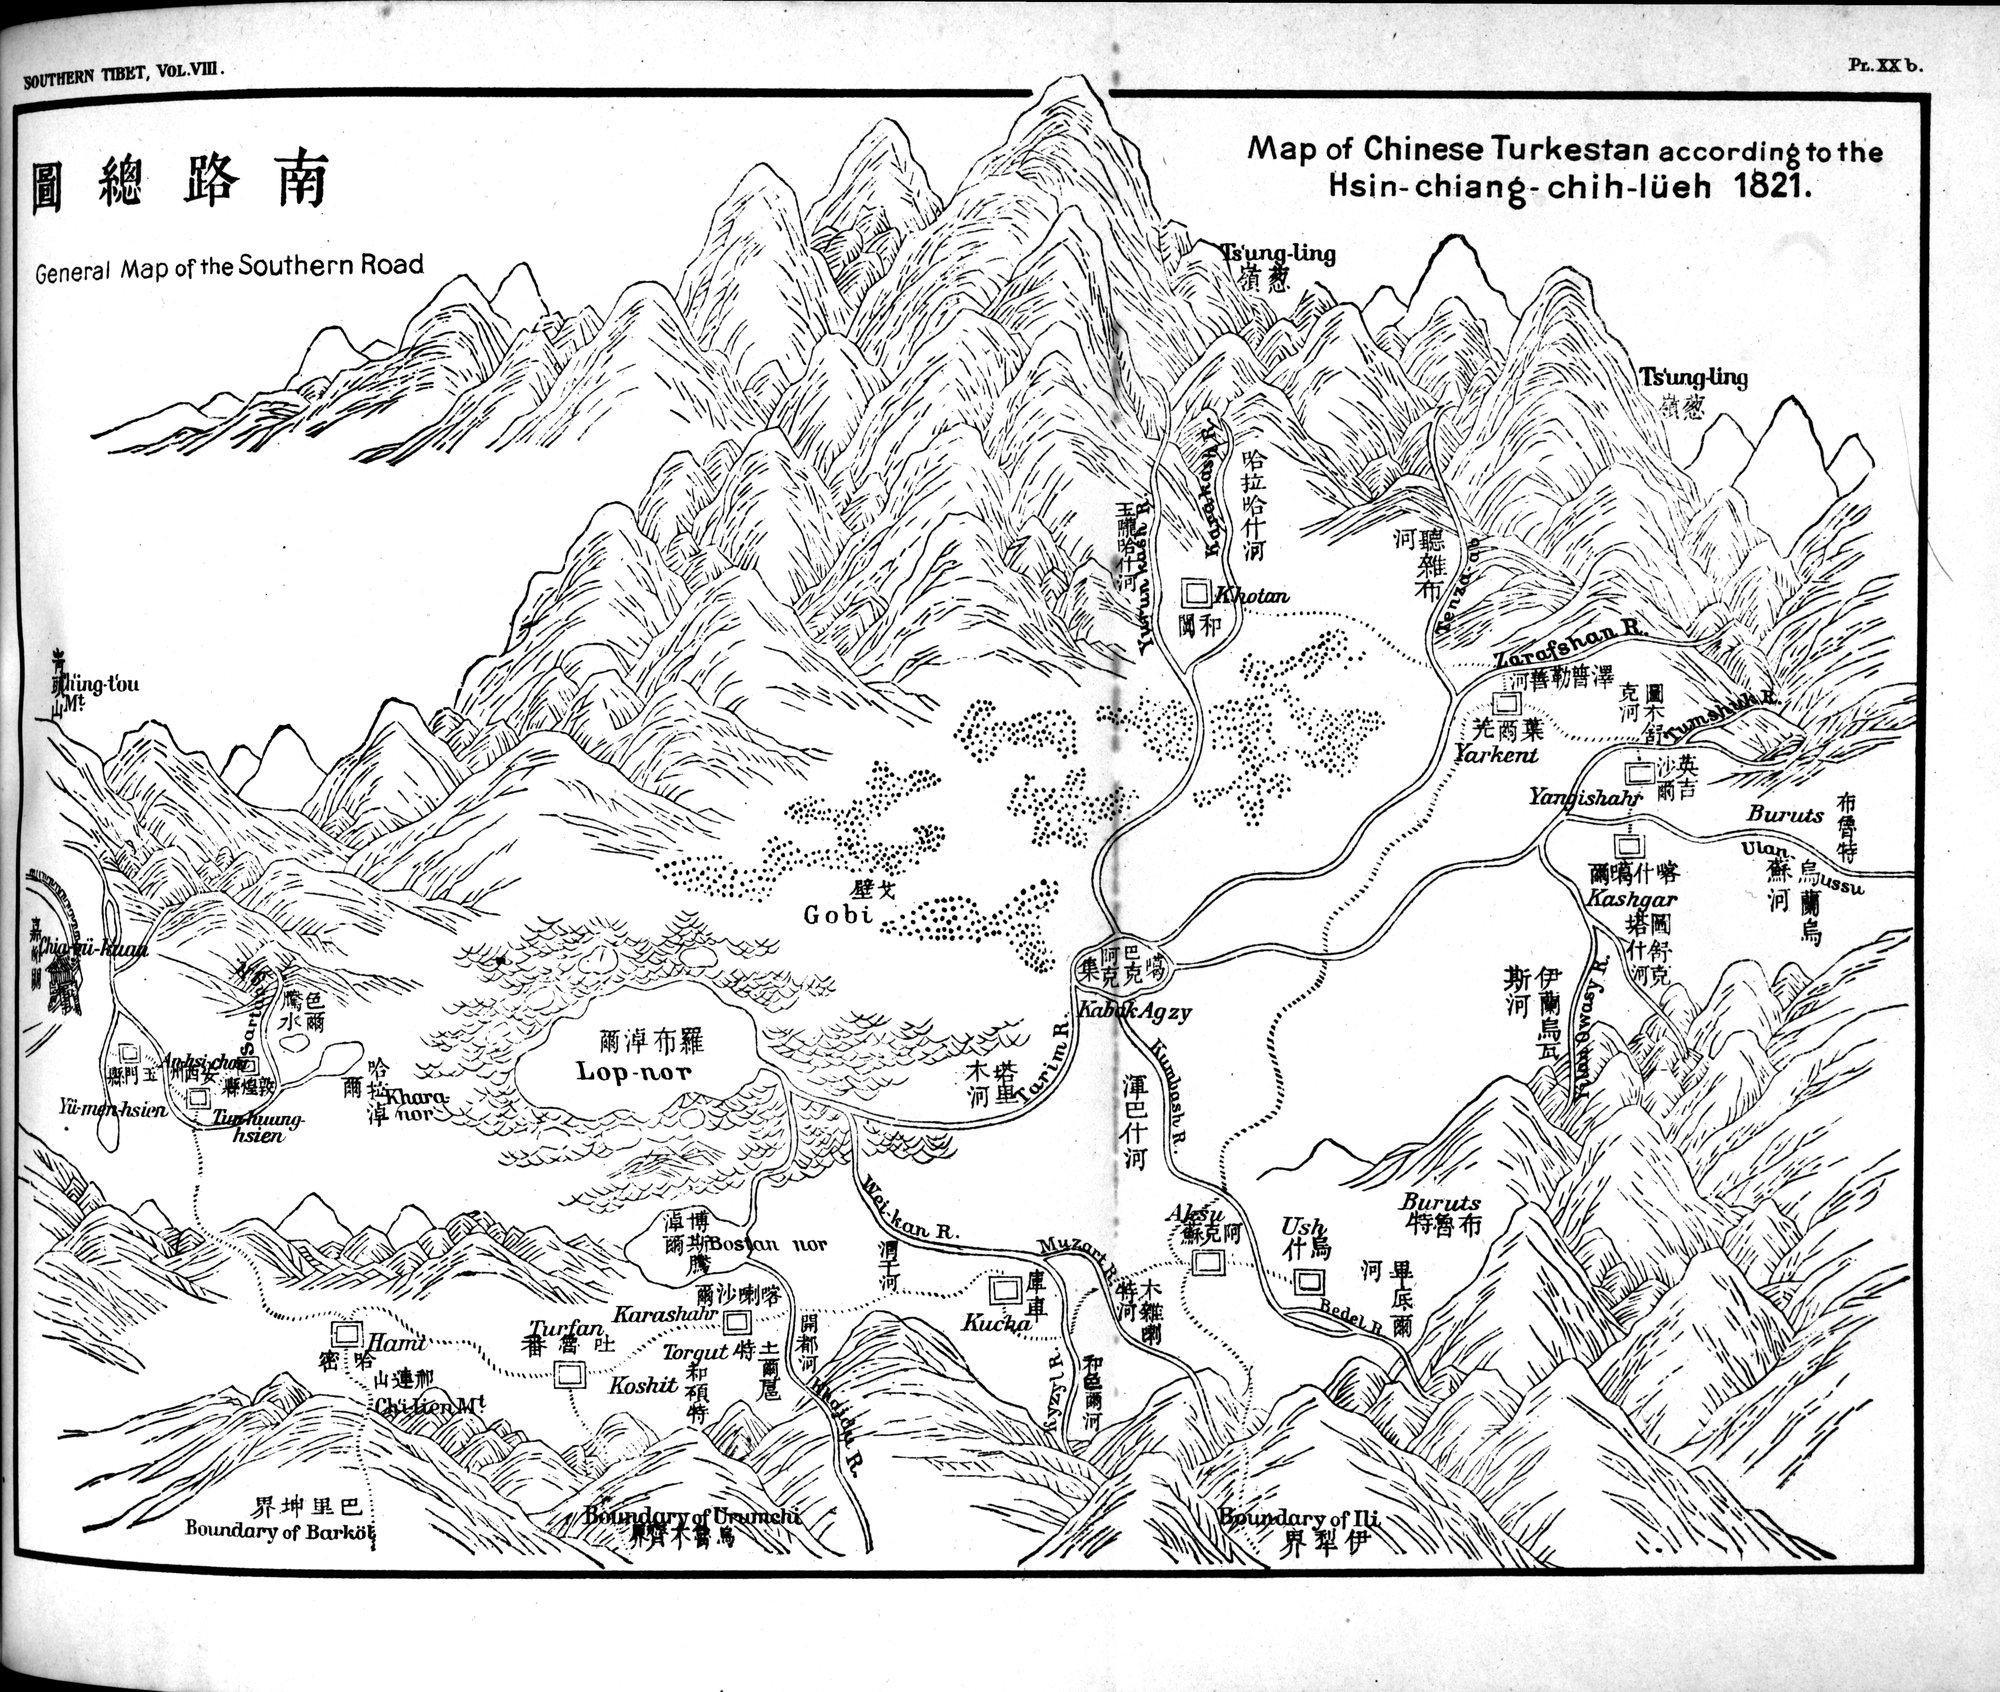 SOUTHERN TIBET, VOL. VIII.
PL. XX b.
南路總圖
General Map of the Southern Road
Map of Chinese Turkestan according to the
Hsin-chiang-chih-lüeh 1821.
Ts'ung-ling
葱嶺
Ts'ung-ling
葱嶺
Karakash R.
哈拉哈什河
玉隴哈什河
Yurunkash R.
Khotan
和闐
聽雜布河
Tenzab
Zarafshan R.
澤普勒善河
圖木舒克河
Tumshuk R.
葉爾羌
Yarkent
英吉沙爾
Yangishahr
Buruts
布魯特
Ulan Ussu
烏蘭烏蘇河
喀什噶爾
Kashgar
圖舒克塔什河
伊蘭烏瓦斯河
青頭山
Ch'ing-t'ou
Mt
嘉峪關
Chia-yü-kuan
戈壁
Gobi
噶巴克阿克集
Kabak Agzy
羅布淖爾
Lop-nor
塔里木河
Tarim R.
Kumbash R.
渾巴什河
色爾騰水
哈拉淖爾
Khara-
nor
An-hsi-chou
安西州
玉門縣
Yü-men-hsien
敦煌縣
Tun-huang-
hsien
Wei-kan R.
渭干河
博斯騰淖爾
Bostan nor
Muzart R.
木雜喇特河
Aksu
阿克蘇
Ush
烏什
Buruts
布魯特
畢底爾河
Bedel R.
庫車
Kucha
喀喇沙爾
Karashahr
Turfan
吐魯番
Torgut
土爾扈特
Koshit
和碩特
開都河
Khaidu R.
Hami
哈密
祁連山
Ch'i-lien Mt
Kyzyl R.
和色爾河
巴里坤界
Boundary of Barköl
Boundary of Urumchi
烏魯木齊界
Boundary of Ili
伊犁界